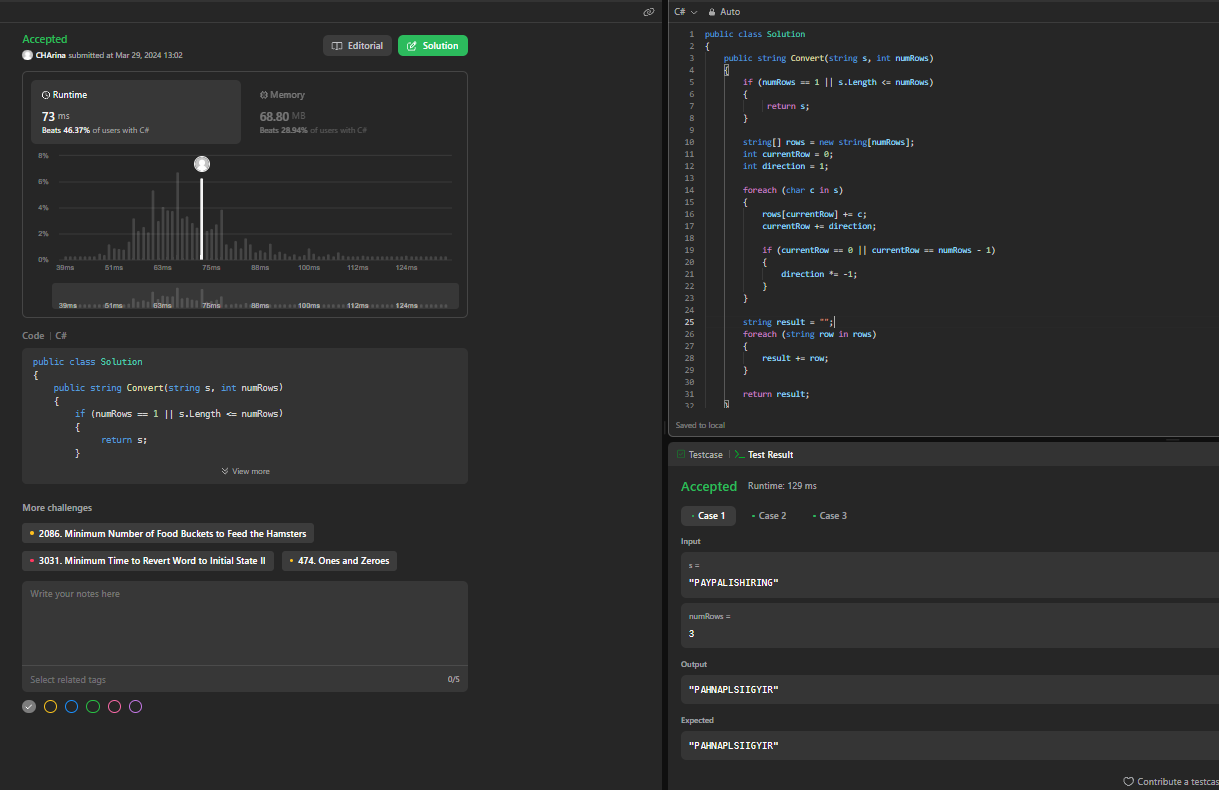 Accepted
CHArina submitted at Mar 29, 2024 13:02
Editorial
Solution
Runtime
73 ms
Beats 46.37% of users with C#
Memory
68.80 MB
Beats 28.94% of users with C#
8%
6%
4%
2%
0%
39ms 51ms 63ms 75ms 88ms 100ms 112ms 124ms
39ms 51ms 63ms 75ms 88ms 100ms 112ms 124ms
Code | C#
public class Solution
{
public string Convert(string s, int numRows)
{
if (numRows == 1 || s.Length <= numRows)
{
return s;
}
View more
More challenges
2086. Minimum Number of Food Buckets to Feed the Hamsters
3031. Minimum Time to Revert Word to Initial State II
474. Ones and Zeroes
Write your notes here
Select related tags
0/5
C# Auto
1 public class Solution
2 {
3 public string Convert(string s, int numRows)
4 {
5 if (numRows == 1 || s.Length <= numRows)
6 {
7 return s;
8 }
9
10 string[] rows = new string[numRows];
11 int currentRow = 0;
12 int direction = 1;
13
14 foreach (char c in s)
15 {
16 rows[currentRow] += c;
17 currentRow += direction;
18
19 if (currentRow == 0 || currentRow == numRows - 1)
20 {
21 direction *= -1;
22 }
23 }
24
25 string result = "";
26 foreach (string row in rows)
27 {
28 result += row;
29 }
30
31 return result;
32 }
Saved to local
Testcase | >_ Test Result
Accepted Runtime: 129 ms
Case 1 Case 2 Case 3
Input
s =
"PAYPALISHIRING"
numRows =
3
Output
"PAHNAPLSIIGYIR"
Expected
"PAHNAPLSIIGYIR"
Contribute a testcas